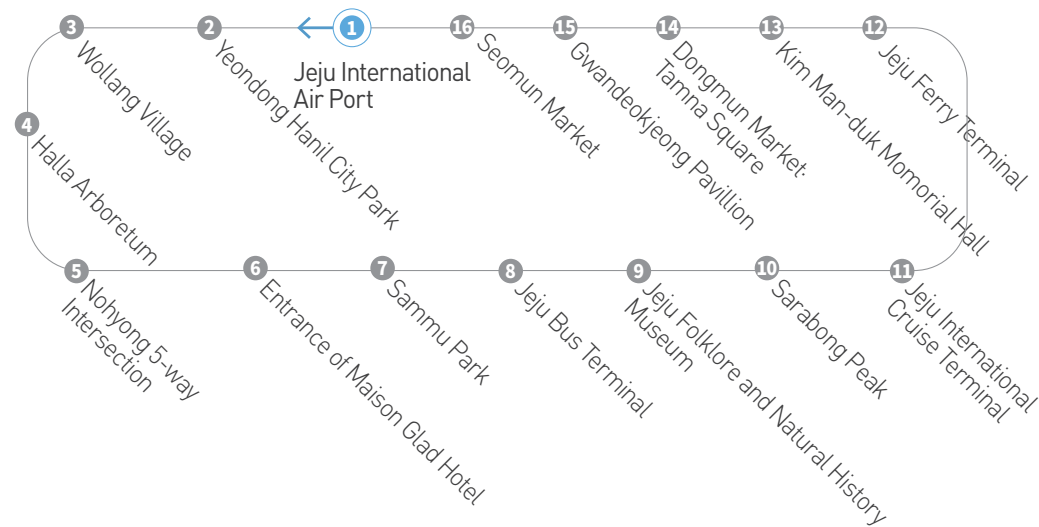 1
Jeju International
Air Port
2
Yeondong Hanil City Park
3
Wollang Village
4
Halla Arboretum
5
Nohyong 5-way
Intersection
6
Entrance of Maison Glad Hotel
7
Sammu Park
8
Jeju Bus Terminal
9
Jeju Folklore and Natural History
Museum
10
Sarabong Peak
11
Jeju International
Cruise Terminal
12
Jeju Ferry Terminal
13
Kim Man-duk Momorial Hall
14
Dongmun Market·
Tamna Square
15
Gwandeokjeong Pavillion
16
Seomun Market